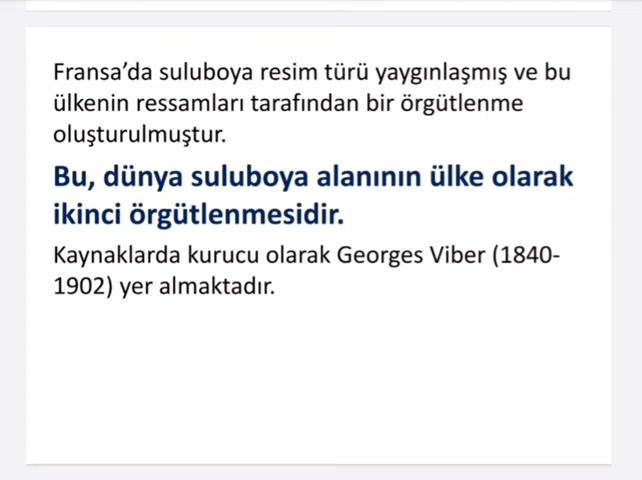 Fransa’da suluboya resim türü yaygınlaşmış ve bu
ülkenin ressamları tarafından bir örgütlenme
oluşturulmuştur.
Bu, dünya suluboya alanının ülke olarak
ikinci örgütlenmesidir.
Kaynaklarda kurucu olarak Georges Viber (1840-
1902) yer almaktadır.